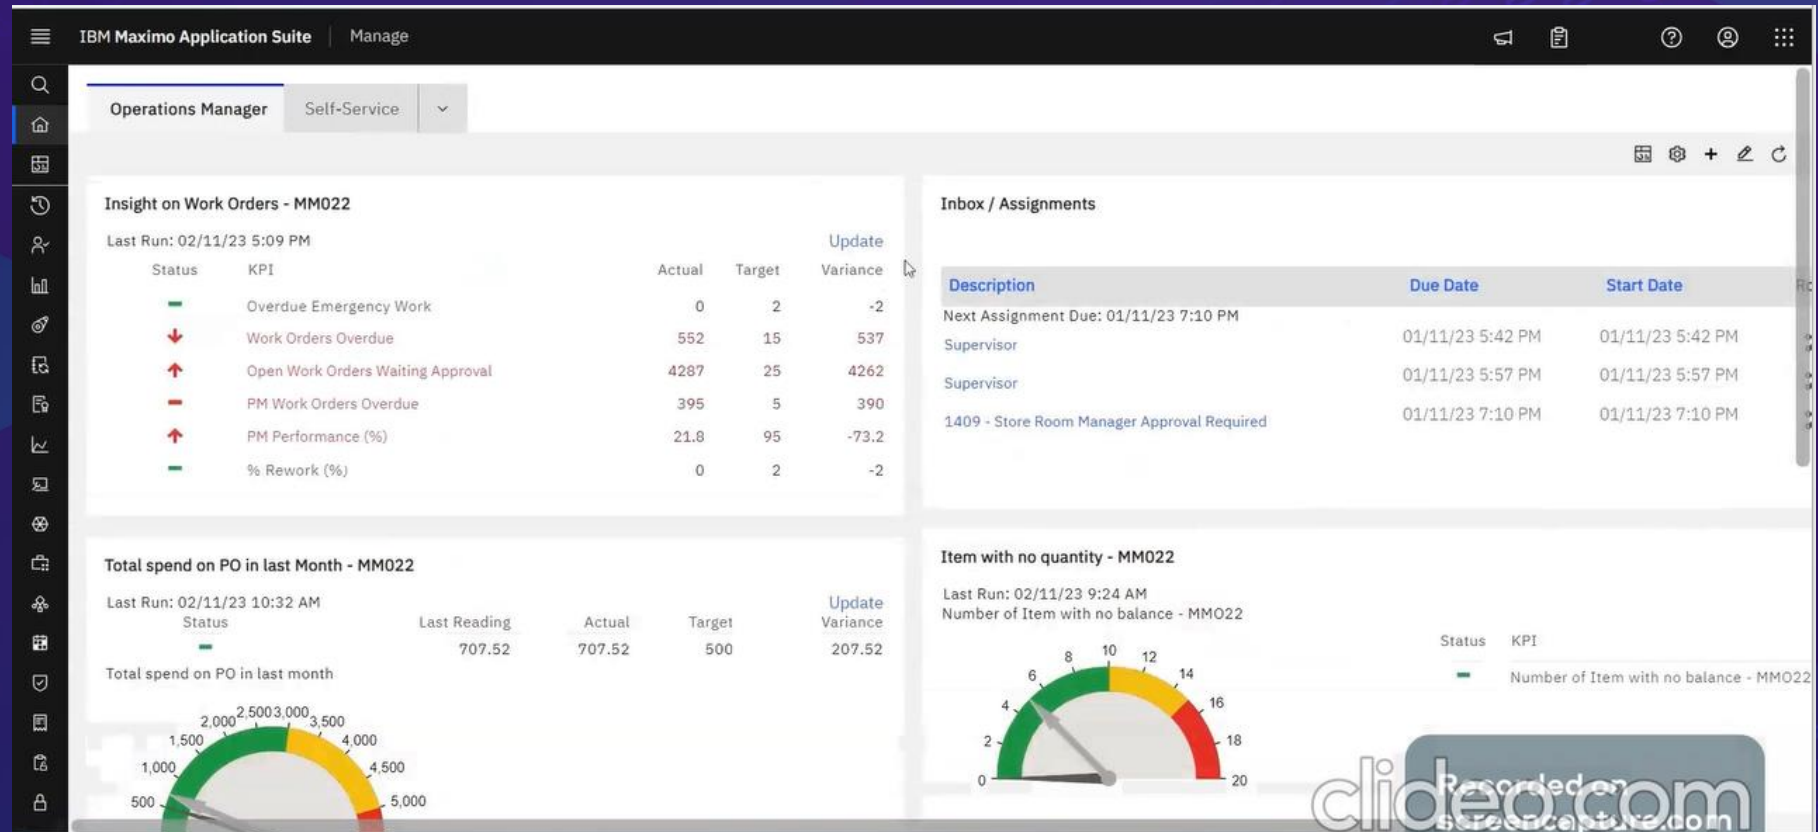 IBM Maximo Application Suite | Manage
Operations Manager Self-Service
Insight on Work Orders - MM022
Last Run: 02/11/23 5:09 PM Update
Status KPI Actual Target Variance
Overdue Emergency Work 0 2 -2
Work Orders Overdue 552 15 537
Open Work Orders Waiting Approval 4287 25 4262
PM Work Orders Overdue 395 5 390
PM Performance (%) 21.8 95 -73.2
% Rework (%) 0 2 -2
Inbox / Assignments
Description Due Date Start Date
Next Assignment Due: 01/11/23 7:10 PM
Supervisor 01/11/23 5:42 PM 01/11/23 5:42 PM
Supervisor 01/11/23 5:57 PM 01/11/23 5:57 PM
1409 - Store Room Manager Approval Required 01/11/23 7:10 PM 01/11/23 7:10 PM
Total spend on PO in last Month - MM022
Last Run: 02/11/23 10:32 AM Update
Status Last Reading Actual Target Variance
707.52 707.52 500 207.52
Total spend on PO in last month
500 1,000 1,500 2,000 2,500 3,000 3,500 4,000 4,500 5,000
Item with no quantity - MM022
Last Run: 02/11/23 9:24 AM
Number of Item with no balance - MMO22
0 2 4 6 8 10 12 14 16 18 20
Status KPI
Number of Item with no balance - MMO22
clideo.com
Recorded on
screencapture.com